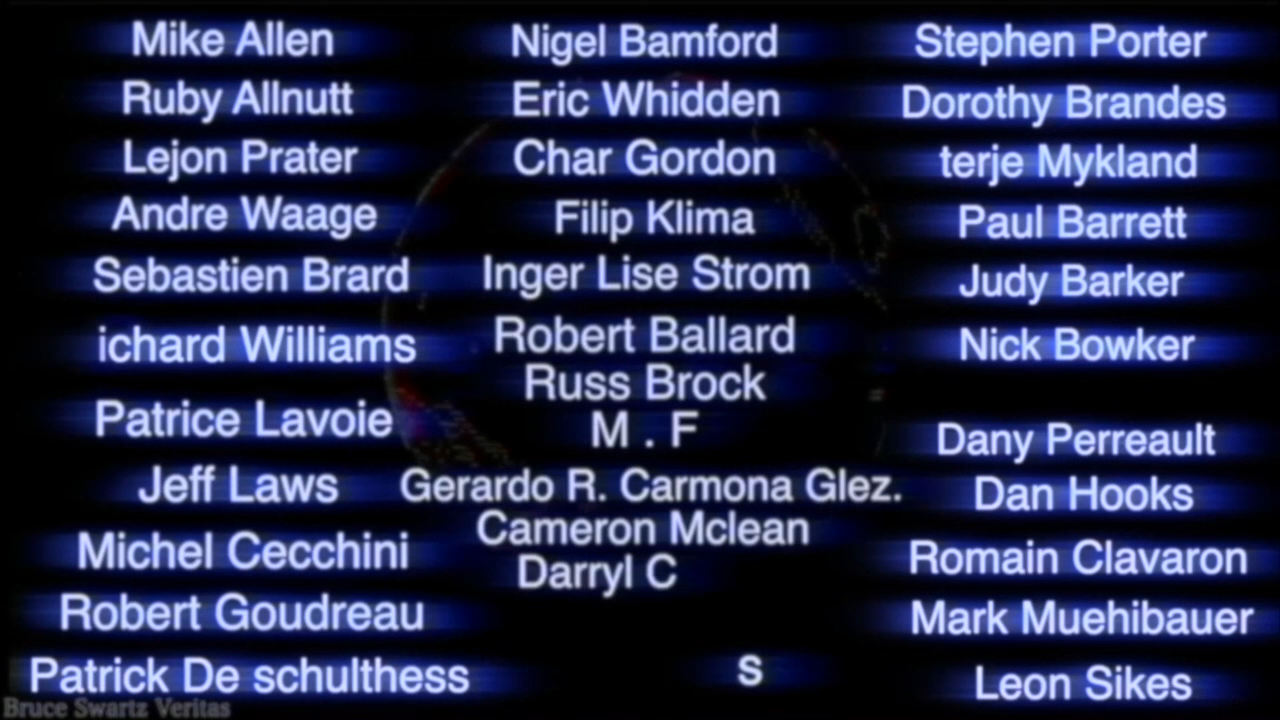 Mike Allen
Ruby Allnutt
Lejon Prater
Andre Waage
Sebastien Brard
ichard Williams
Patrice Lavoie
Jeff Laws
Michel Cecchini
Robert Goudreau
Patrick De schulthess
Nigel Bamford
Eric Whidden
Char Gordon
Filip Klima
Inger Lise Strom
Robert Ballard
Russ Brock
M . F
Gerardo R. Carmona Glez.
Cameron Mclean
Darryl C
S
Stephen Porter
Dorothy Brandes
terje Mykland
Paul Barrett
Judy Barker
Nick Bowker
Dany Perreault
Dan Hooks
Romain Clavaron
Mark Muehibauer
Leon Sikes
Bruce Swartz Veritas